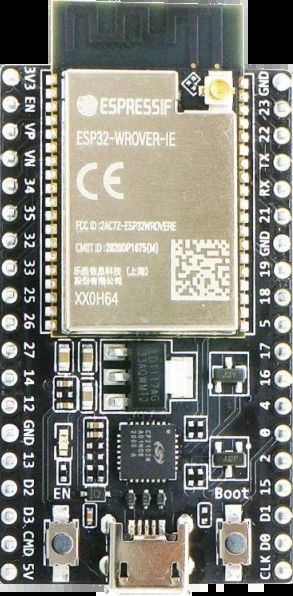 ESPRESSIF
ESP32-WROVER-IE
CE
FCC ID:2AC7Z-ESP32WROVERIE
CMIIT ID:2020DP1675(M)
乐鑫信息科技(上海)
股份有限公司
XX0H64
3V3
EN
VP
VN
34
35
32
33
25
26
27
14
12
GND
13
D2
D3
CMD
5V
GND
23
22
TX
RX
21
GND
19
18
5
17
16
4
0
2
15
D1
D0
CLK
EN
Boot